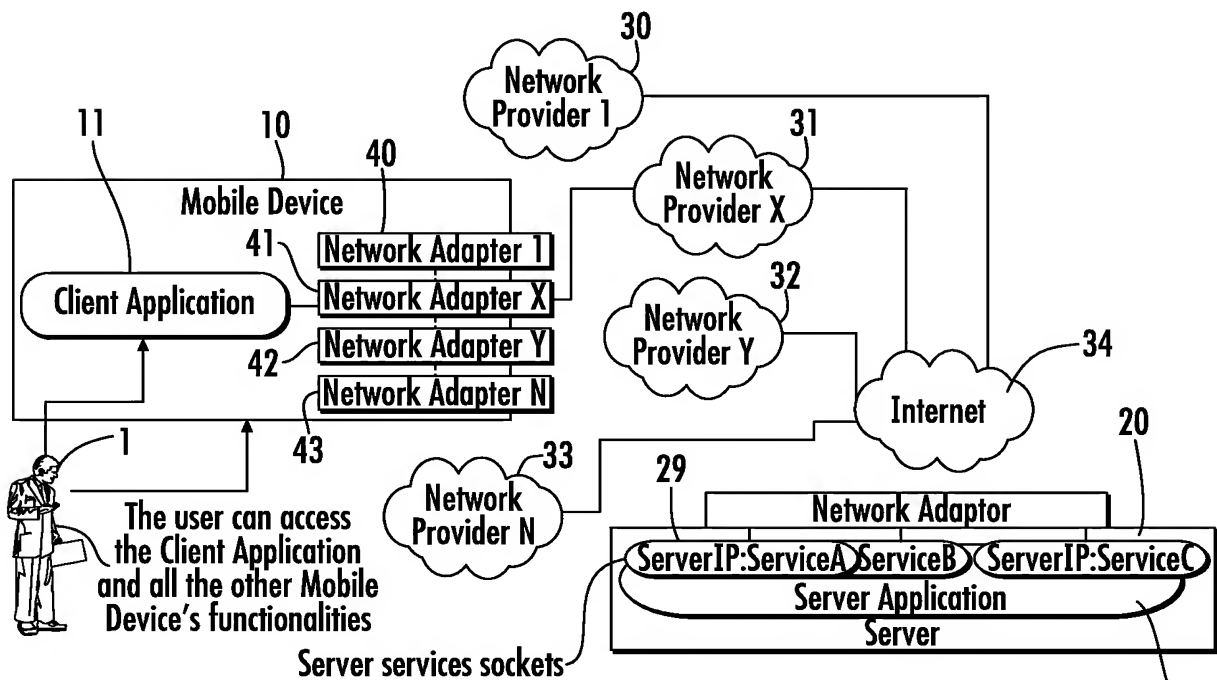 30
Network
Provider 1
11
10
40
31
Mobile Device
Network
Provider X
41
Network Adapter 1
Client Application
Network Adapter X
32
Network
Provider Y
42
Network Adapter Y
34
Network Adapter N
Internet
1
43
33
20
29
Network
Provider N
The user can access
the Client Application
and all the other Mobile
Device's functionalities
Network Adaptor
ServerIP:ServiceA
ServiceB
ServerIP:ServiceC
Server Application
Server
Server services sockets